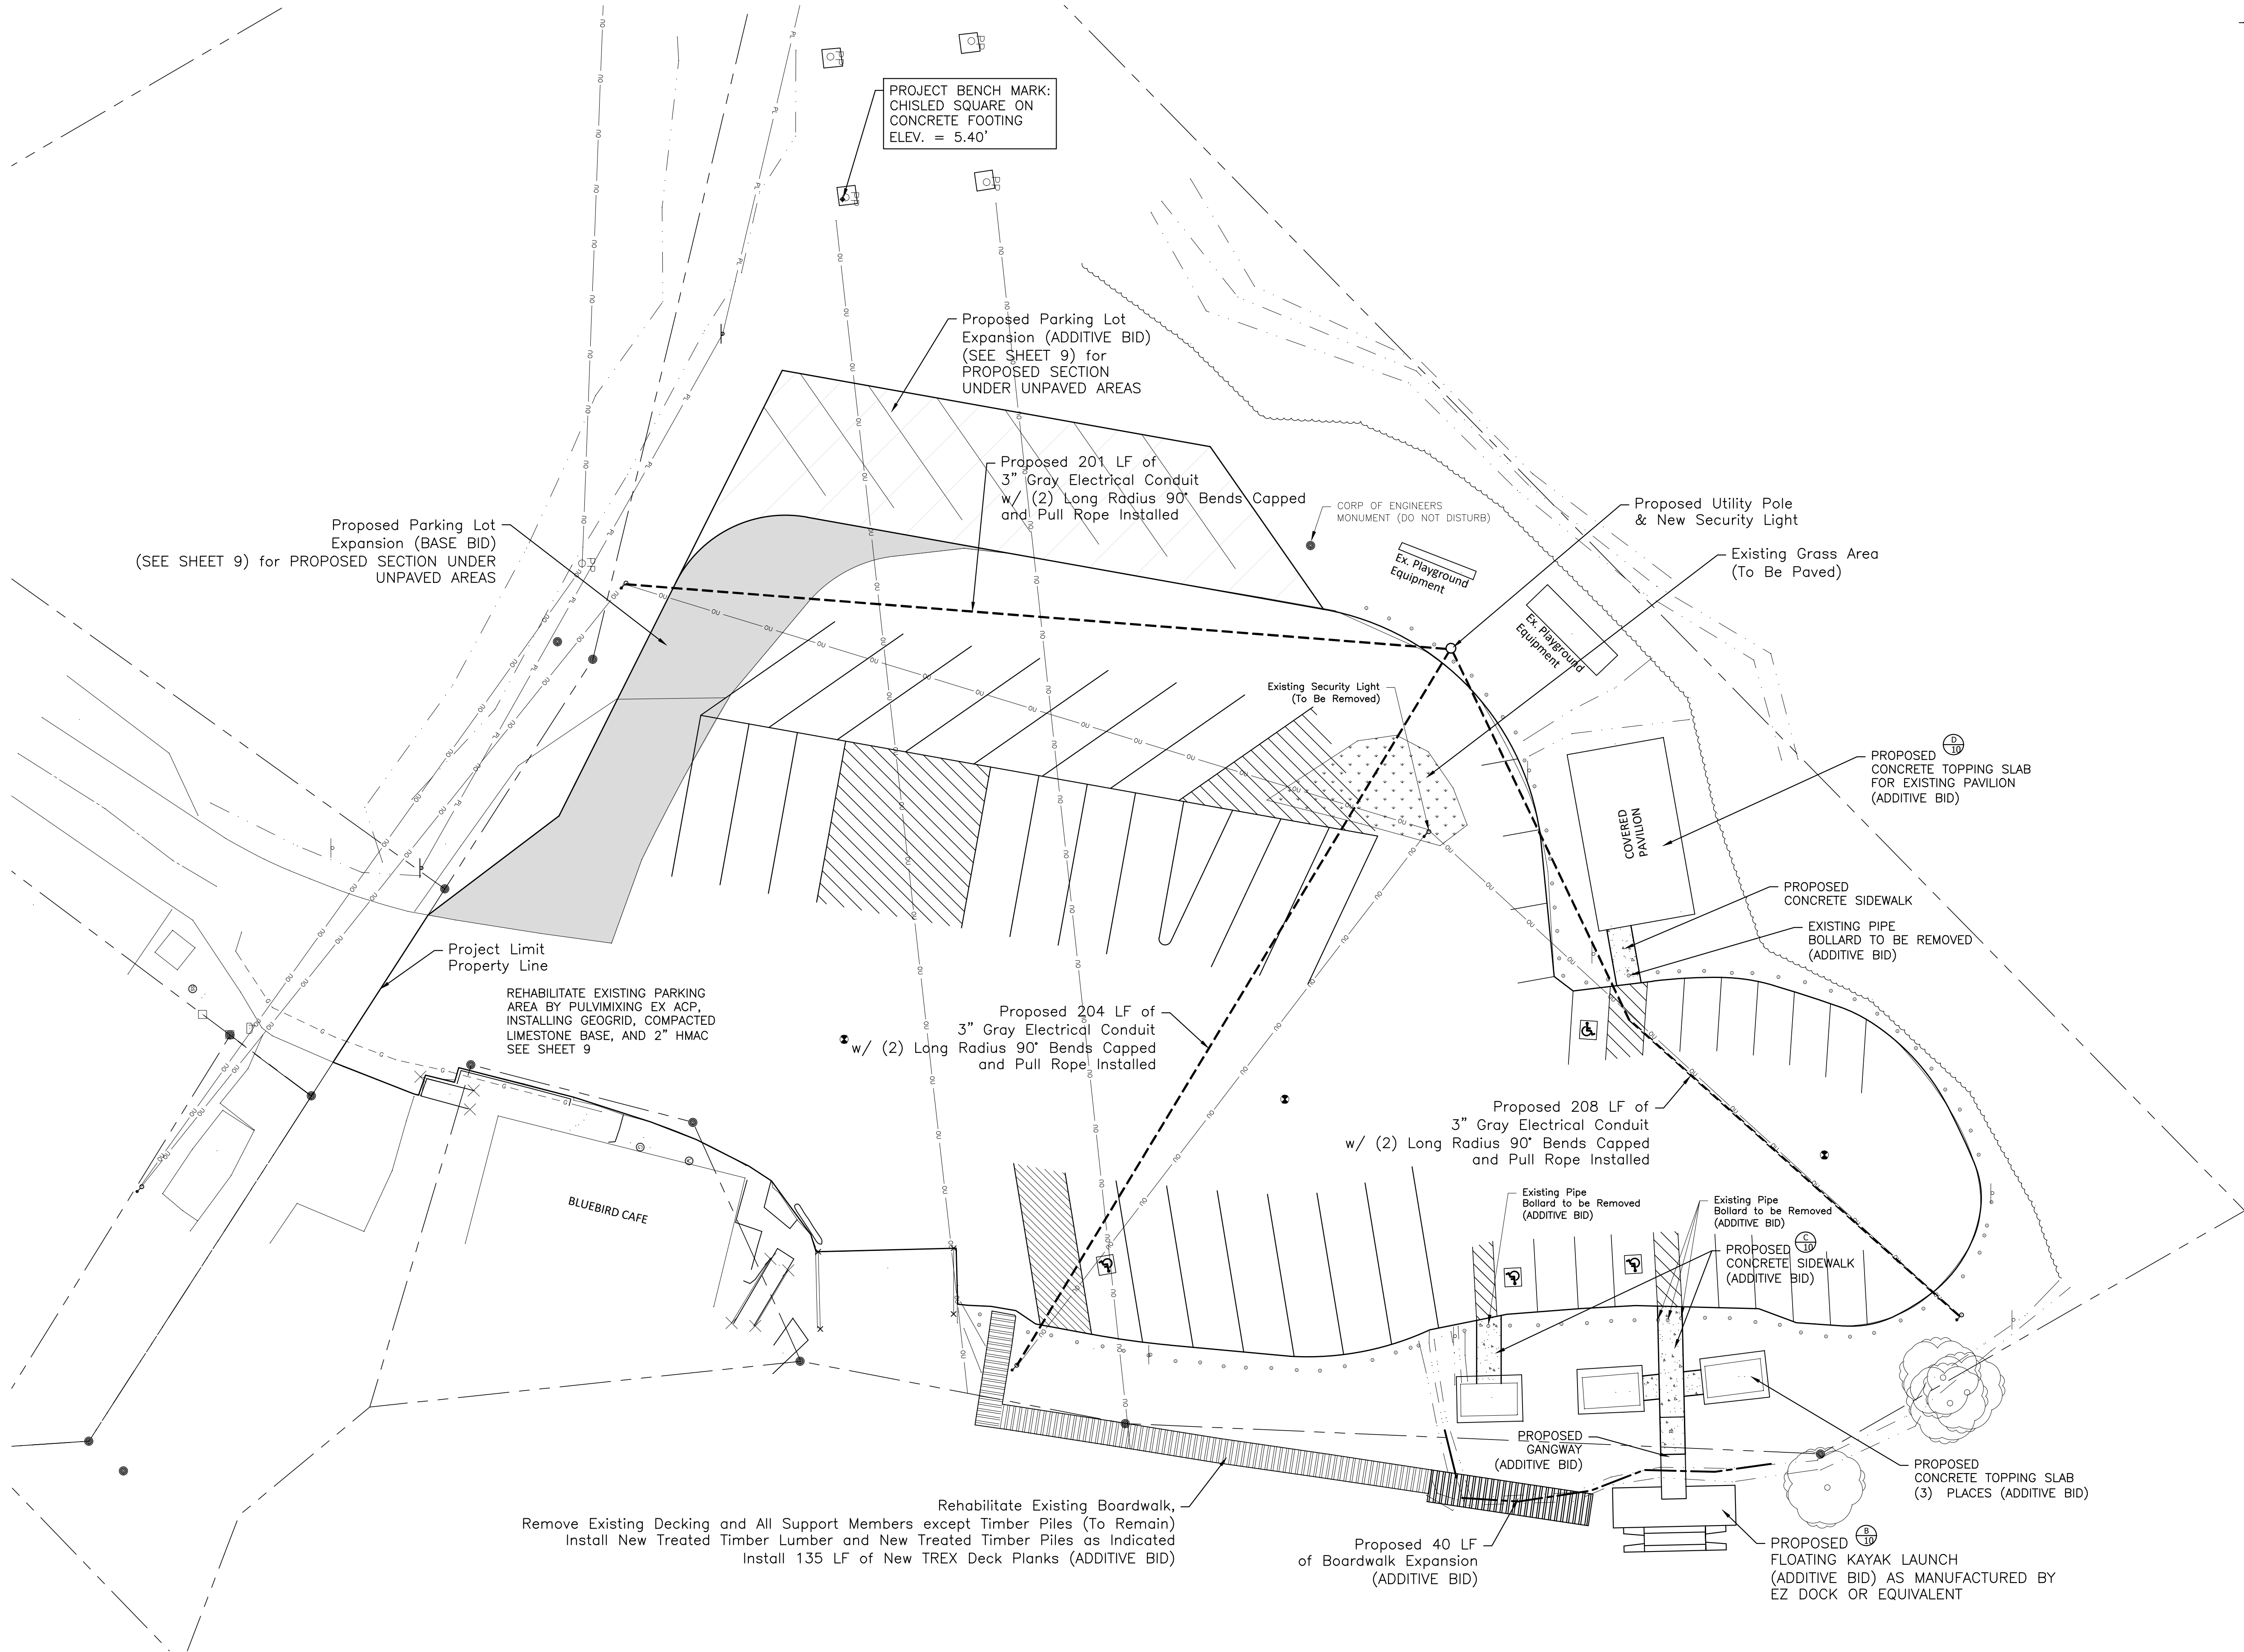 PP
PP
PROJECT BENCH MARK:
CHISLED SQUARE ON
CONCRETE FOOTING
ELEV. = 5.40'
PP
PP
Proposed Parking Lot
Expansion (ADDITIVE BID)
(SEE SHEET 9) for
PROPOSED SECTION
UNDER UNPAVED AREAS
Proposed 201 LF of
3" Gray Electrical Conduit
w/ (2) Long Radius 90° Bends Capped
and Pull Rope Installed
CORP OF ENGINEERS
MONUMENT (DO NOT DISTURB)
Proposed Utility Pole
& New Security Light
Proposed Parking Lot
Expansion (BASE BID)
(SEE SHEET 9) for PROPOSED SECTION UNDER
UNPAVED AREAS
PP
Ex. Playground
Equipment
Existing Grass Area
(To Be Paved)
Ex. Playground
Equipment
Existing Security Light
(To Be Removed)
D
10
PROPOSED
CONCRETE TOPPING SLAB
FOR EXISTING PAVILION
(ADDITIVE BID)
COVERED
PAVILION
PROPOSED
CONCRETE SIDEWALK
EXISTING PIPE
BOLLARD TO BE REMOVED
(ADDITIVE BID)
Project Limit
Property Line
REHABILITATE EXISTING PARKING
AREA BY PULVIMIXING EX ACP,
INSTALLING GEOGRID, COMPACTED
LIMESTONE BASE, AND 2" HMAC
SEE SHEET 9
Proposed 204 LF of
3" Gray Electrical Conduit
w/ (2) Long Radius 90° Bends Capped
and Pull Rope Installed
Proposed 208 LF of
3" Gray Electrical Conduit
w/ (2) Long Radius 90° Bends Capped
and Pull Rope Installed
BLUEBIRD CAFE
Existing Pipe
Bollard to be Removed
(ADDITIVE BID)
Existing Pipe
Bollard to be Removed
(ADDITIVE BID)
C
10
PROPOSED
CONCRETE SIDEWALK
(ADDITIVE BID)
PROPOSED
GANGWAY
(ADDITIVE BID)
PROPOSED
CONCRETE TOPPING SLAB
(3) PLACES (ADDITIVE BID)
Rehabilitate Existing Boardwalk,
Remove Existing Decking and All Support Members except Timber Piles (To Remain)
Install New Treated Timber Lumber and New Treated Timber Piles as Indicated
Install 135 LF of New TREX Deck Planks (ADDITIVE BID)
Proposed 40 LF
of Boardwalk Expansion
(ADDITIVE BID)
B
10
PROPOSED
FLOATING KAYAK LAUNCH
(ADDITIVE BID) AS MANUFACTURED BY
EZ DOCK OR EQUIVALENT